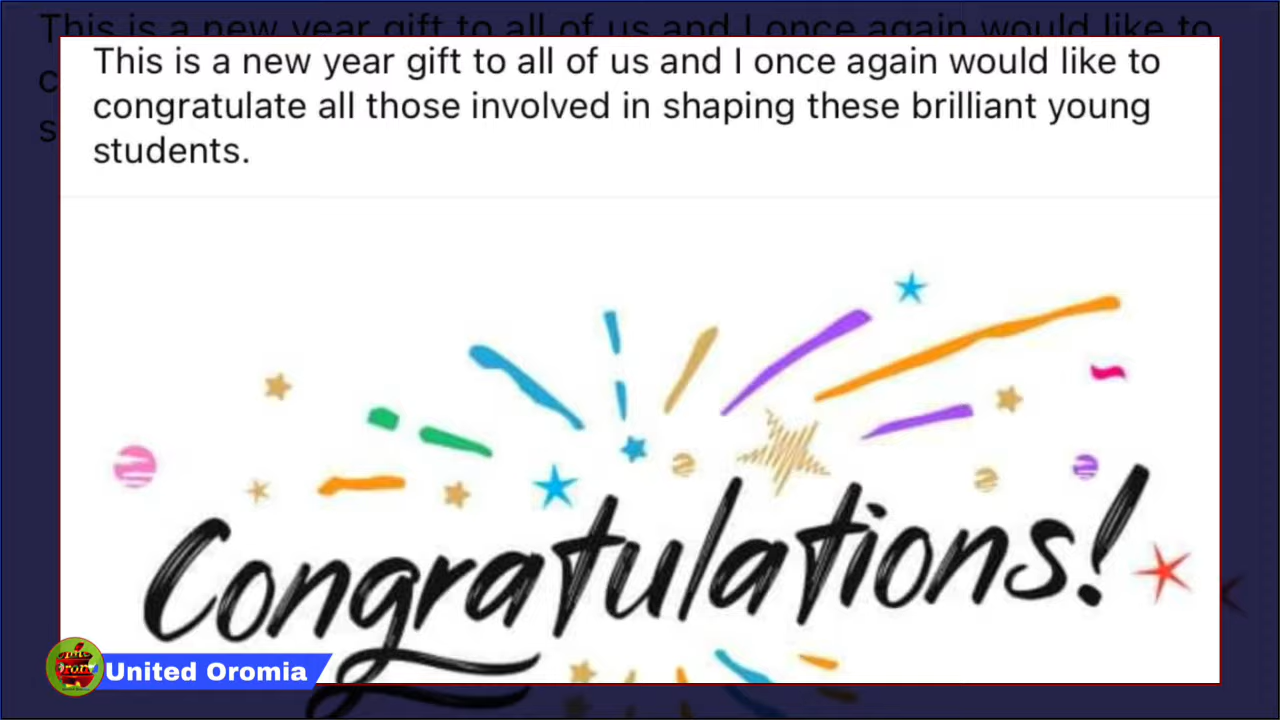 This is a new year gift to all of us and I once again would like to
congratulate all those involved in shaping these brilliant young
students.
Congratulations!
United Oromia